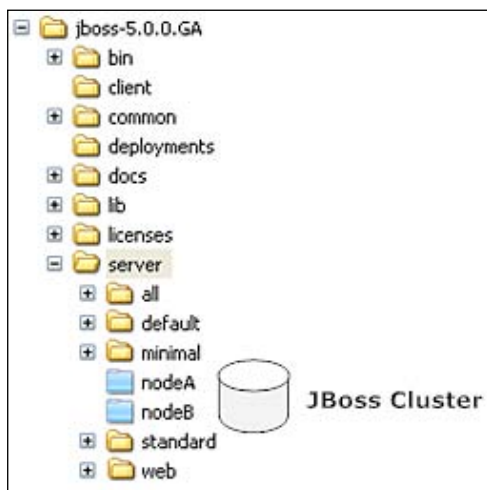 jboss-5.0.0.GA
bin
client
common
deployments
docs
lib
licenses
server
all
default
minimal
nodeA
nodeB
JBoss Cluster
standard
web